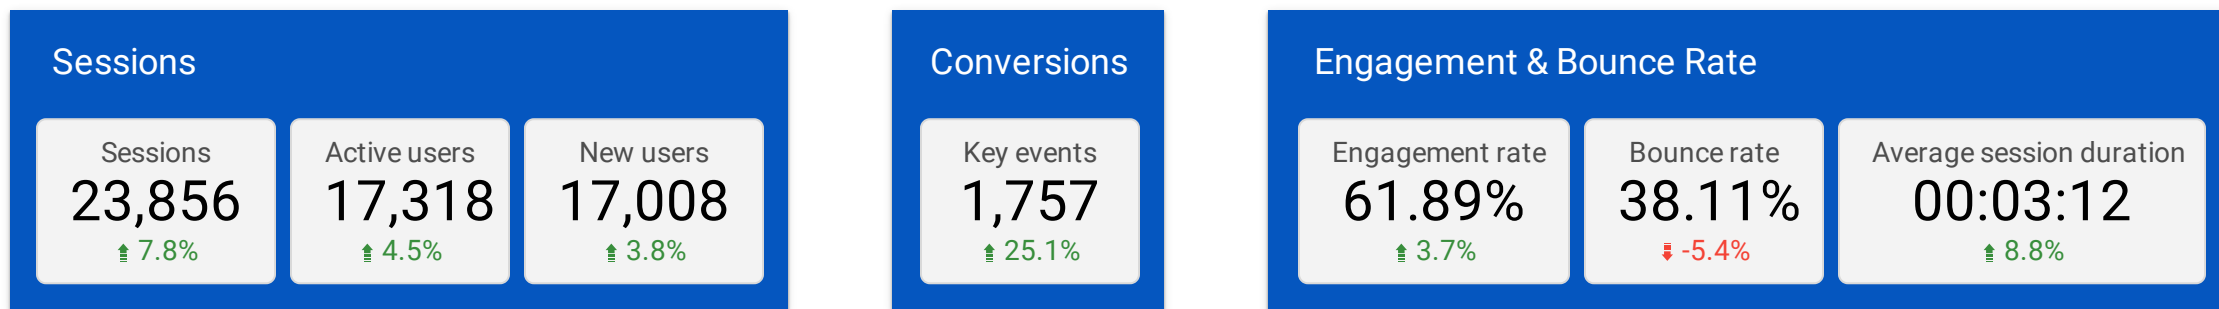 Sessions
Sessions
23,856
7.8%
Active users
17,318
4.5%
New users
17,008
3.8%
Conversions
Key events
1,757
25.1%
Engagement & Bounce Rate
Engagement rate
61.89%
3.7%
Bounce rate
38.11%
-5.4%
Average session duration
00:03:12
8.8%